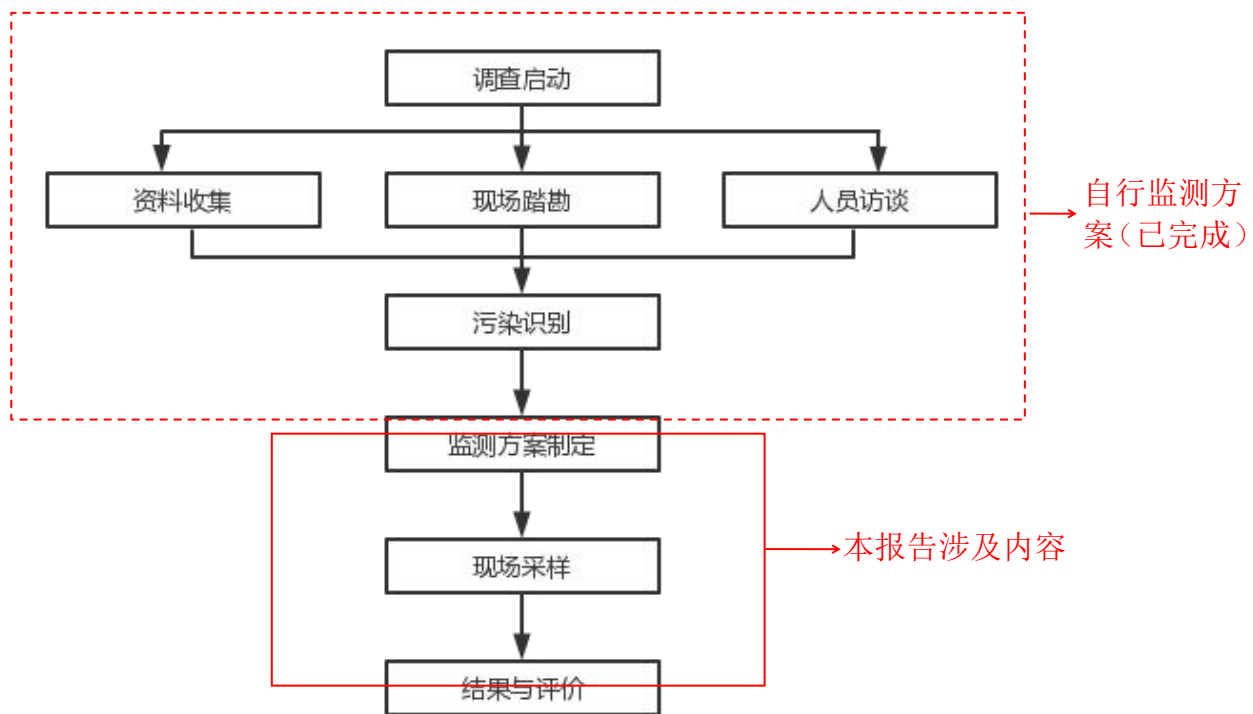 调查启动
资料收集
现场踏勘
人员访谈
自行监测方
案（已完成）
污染识别
监测方案制定
现场采样
本报告涉及内容
结果与评价